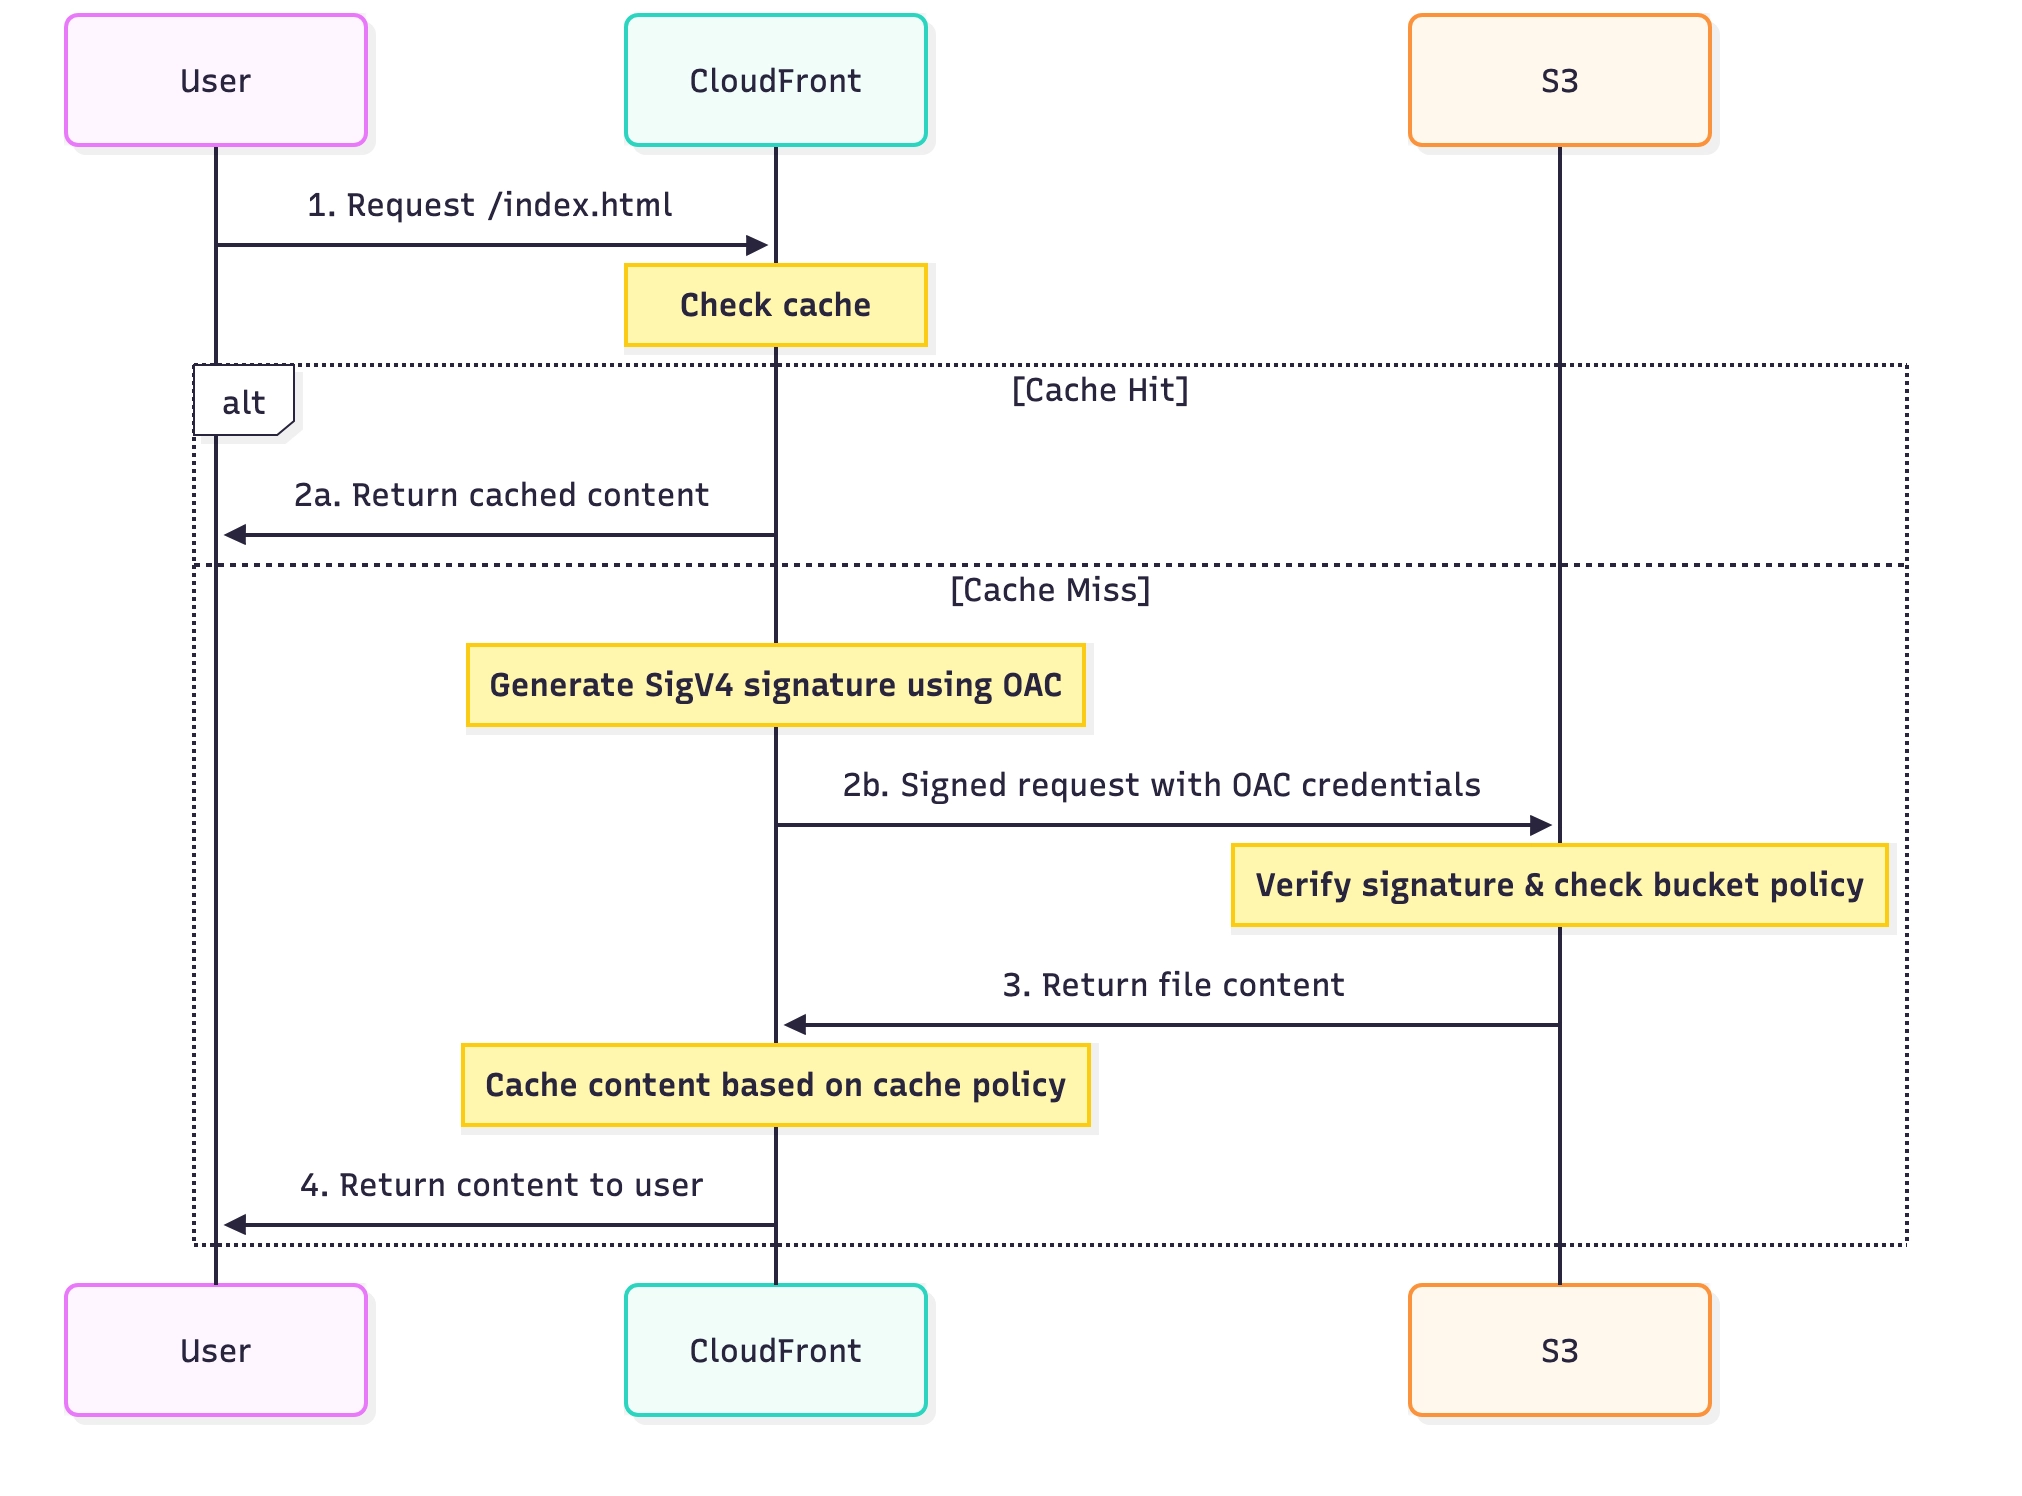 User
CloudFront
S3
1. Request /index.html
Check cache
alt
[Cache Hit]
2a. Return cached content
[Cache Miss]
Generate SigV4 signature using OAC
2b. Signed request with OAC credentials
Verify signature & check bucket policy
3. Return file content
Cache content based on cache policy
4. Return content to user
User
CloudFront
S3